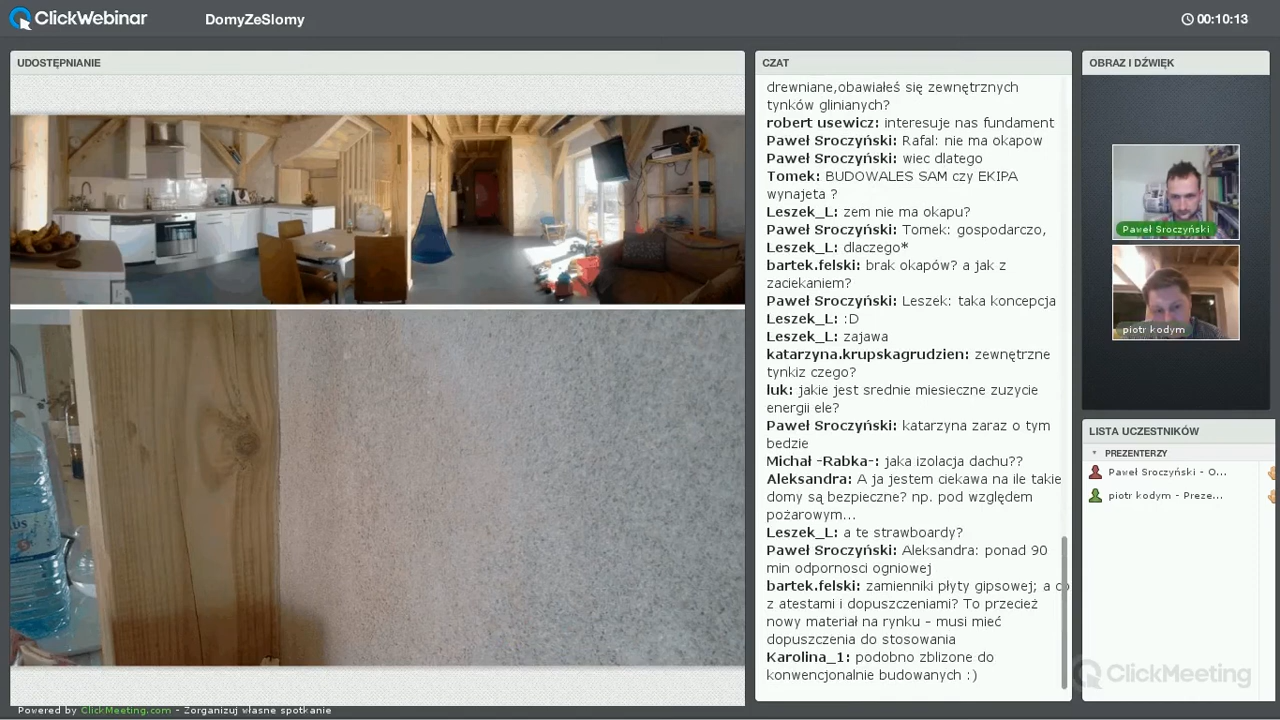 ClickWebinar
DomyZeSlomy
00:10:13
UDOSTĘPNIANIE
CZAT
drewniane,obawiałeś się zewnętrznych
tynków glinianych?
robert usewicz: interesuje nas fundament
Paweł Sroczyński: Rafal: nie ma okapow
Paweł Sroczyński: wiec dlatego
Tomek: BUDOWALES SAM czy EKIPA
wynajeta ?
Leszek_L: zem nie ma okapu?
Paweł Sroczyński: Tomek: gospodarczo,
Leszek_L: dlaczego*
bartek.felski: brak okapów? a jak z
zaciekaniem?
Paweł Sroczyński: Leszek: taka koncepcja
Leszek_L: :D
Leszek_L: zajawa
katarzyna.krupskagrudzien: zewnętrzne
tynkiz czego?
luk: jakie jest srednie miesieczne zuzycie
energii ele?
Paweł Sroczyński: katarzyna zaraz o tym
bedzie
Michał -Rabka-: jaka izolacja dachu??
Aleksandra: A ja jestem ciekawa na ile takie
domy są bezpieczne? np. pod względem
pożarowym...
Leszek_L: a te strawboardy?
Paweł Sroczyński: Aleksandra: ponad 90
min odpornosci ogniowej
bartek.felski: zamienniki płyty gipsowej; a co
z atestami i dopuszczeniami? To przecież
nowy materiał na rynku - musi mieć
dopuszczenia do stosowania
Karolina_1: podobno zblizone do
konwencjonalnie budowanych :)
OBRAZ I DŹWIĘK
Paweł Sroczyński
piotr kodym
LISTA UCZESTNIKÓW
PREZENTERZY
Paweł Sroczyński - O...
piotr kodym - Preze...
ClickMeeting
Powered by ClickMeeting.com - Zorganizuj własne spotkanie